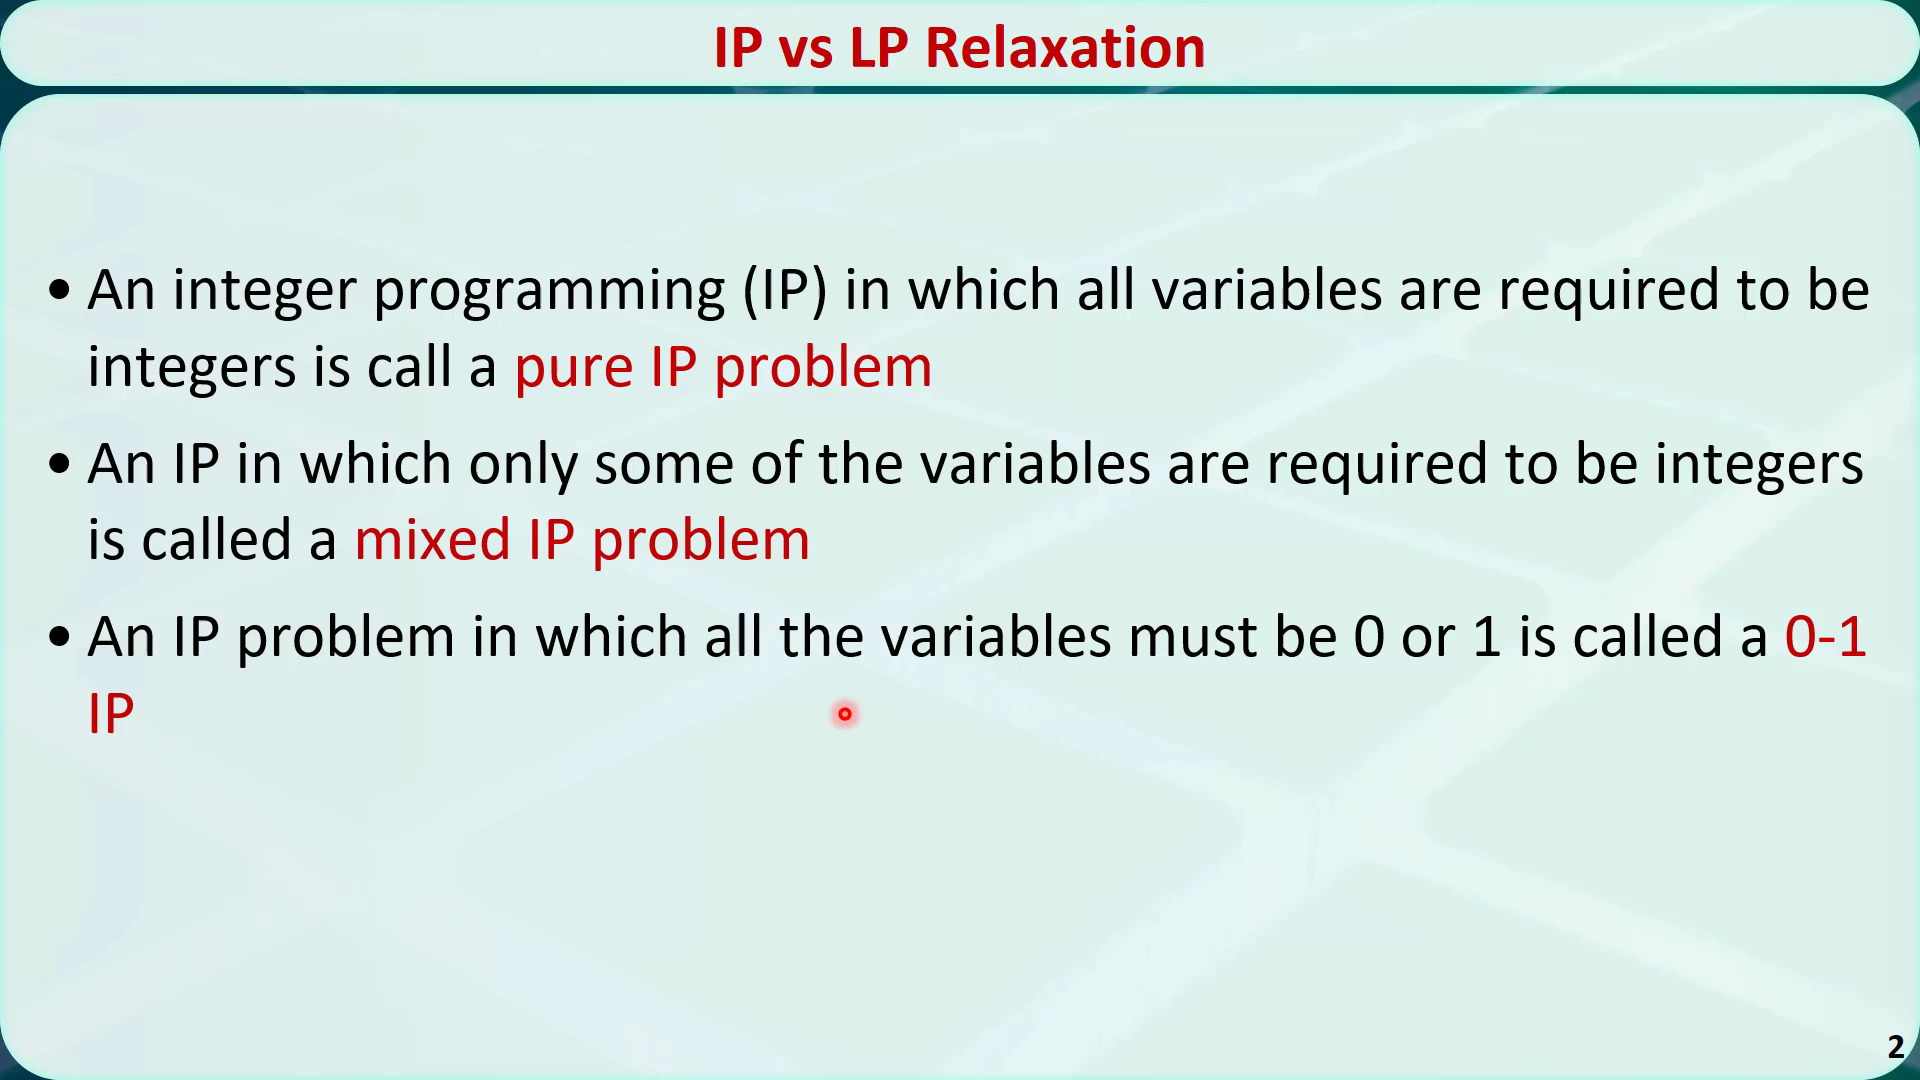 IP vs LP Relaxation
• An integer programming (IP) in which all variables are required to be
integers is call a pure IP problem
• An IP in which only some of the variables are required to be integers
is called a mixed IP problem
• An IP problem in which all the variables must be 0 or 1 is called a 0-1
IP
2